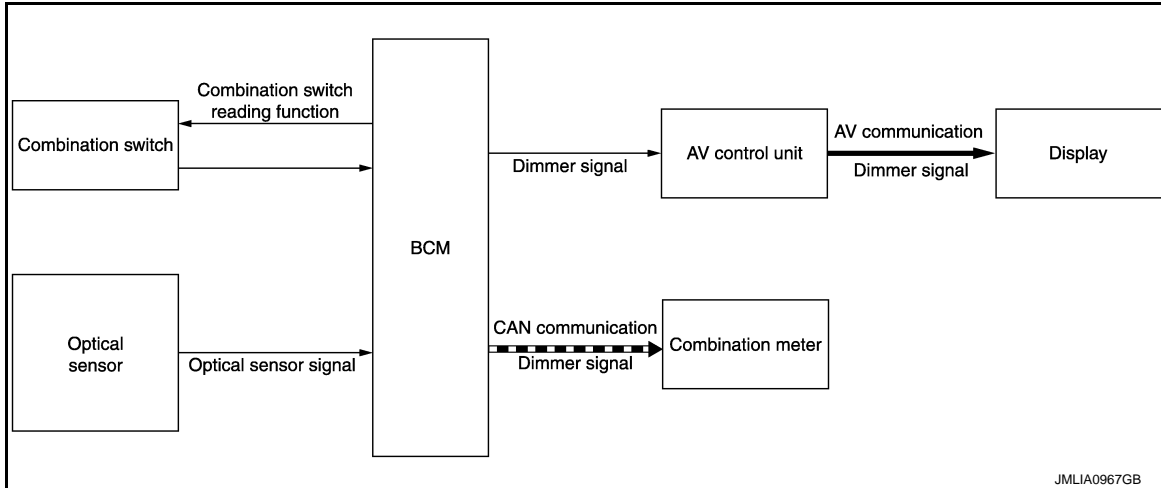 Combination switch
reading function
Combination switch
BCM
Dimmer signal
AV control unit
AV communication
Dimmer signal
Display
Optical
sensor
Optical sensor signal
CAN communication
Dimmer signal
Combination meter
JMLIA0967GB